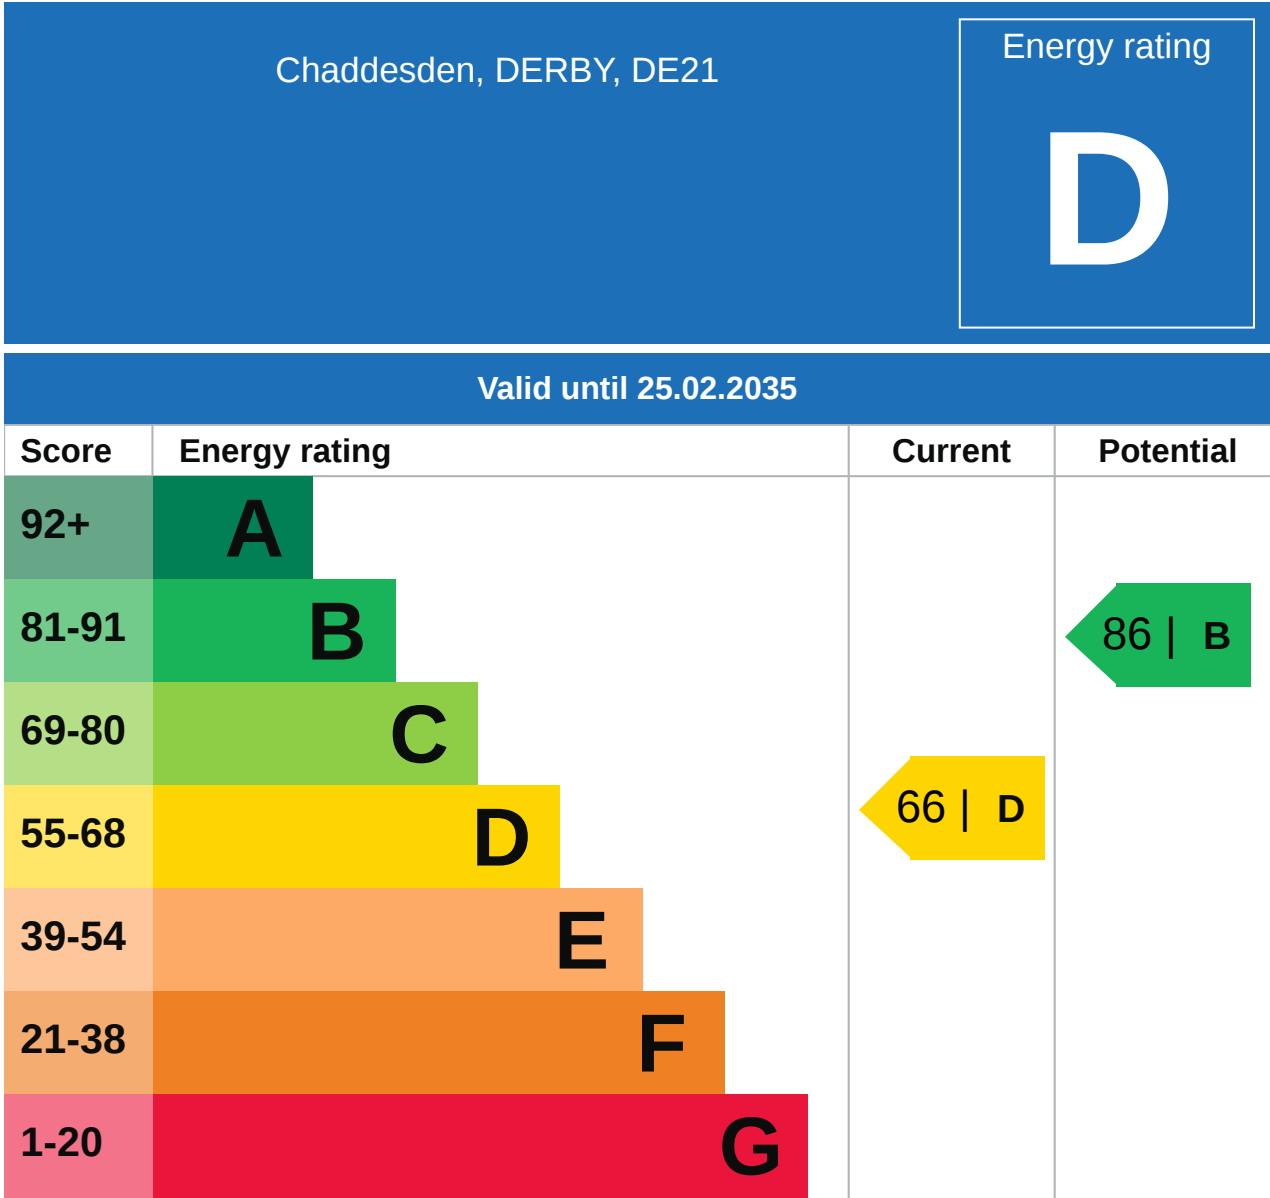 Chaddesden, DERBY, DE21
Energy rating
D
Valid until 25.02.2035
Score Energy rating Current Potential
92+ A
81-91 B 86 | B
69-80 C
55-68 D 66 | D
39-54 E
21-38 F
1-20 G